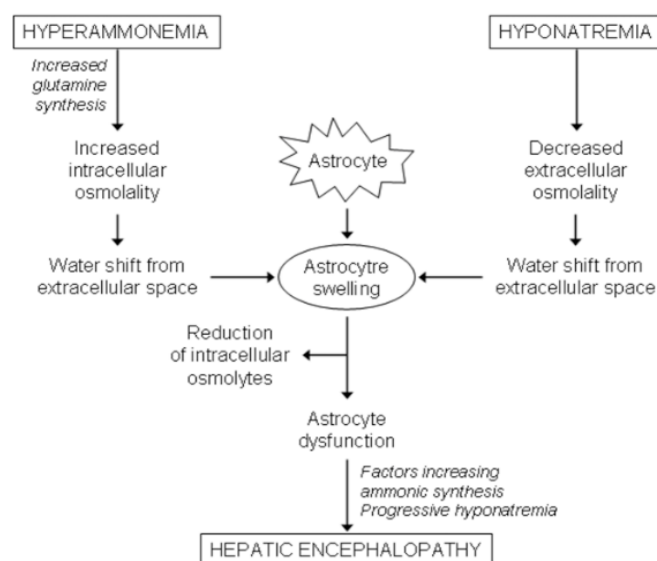 HYPERAMMONEMIA
HYPONATREMIA
Increased
glutamine
synthesis
Increased
intracellular
osmolality
Astrocyte
Decreased
extracellular
osmolality
Water shift from
extracellular space
Astrocytre
swelling
Water shift from
extracellular space
Reduction
of intracellular
osmolytes
Astrocyte
dysfunction
Factors increasing
ammonic synthesis
Progressive hyponatremia
HEPATIC ENCEPHALOPATHY